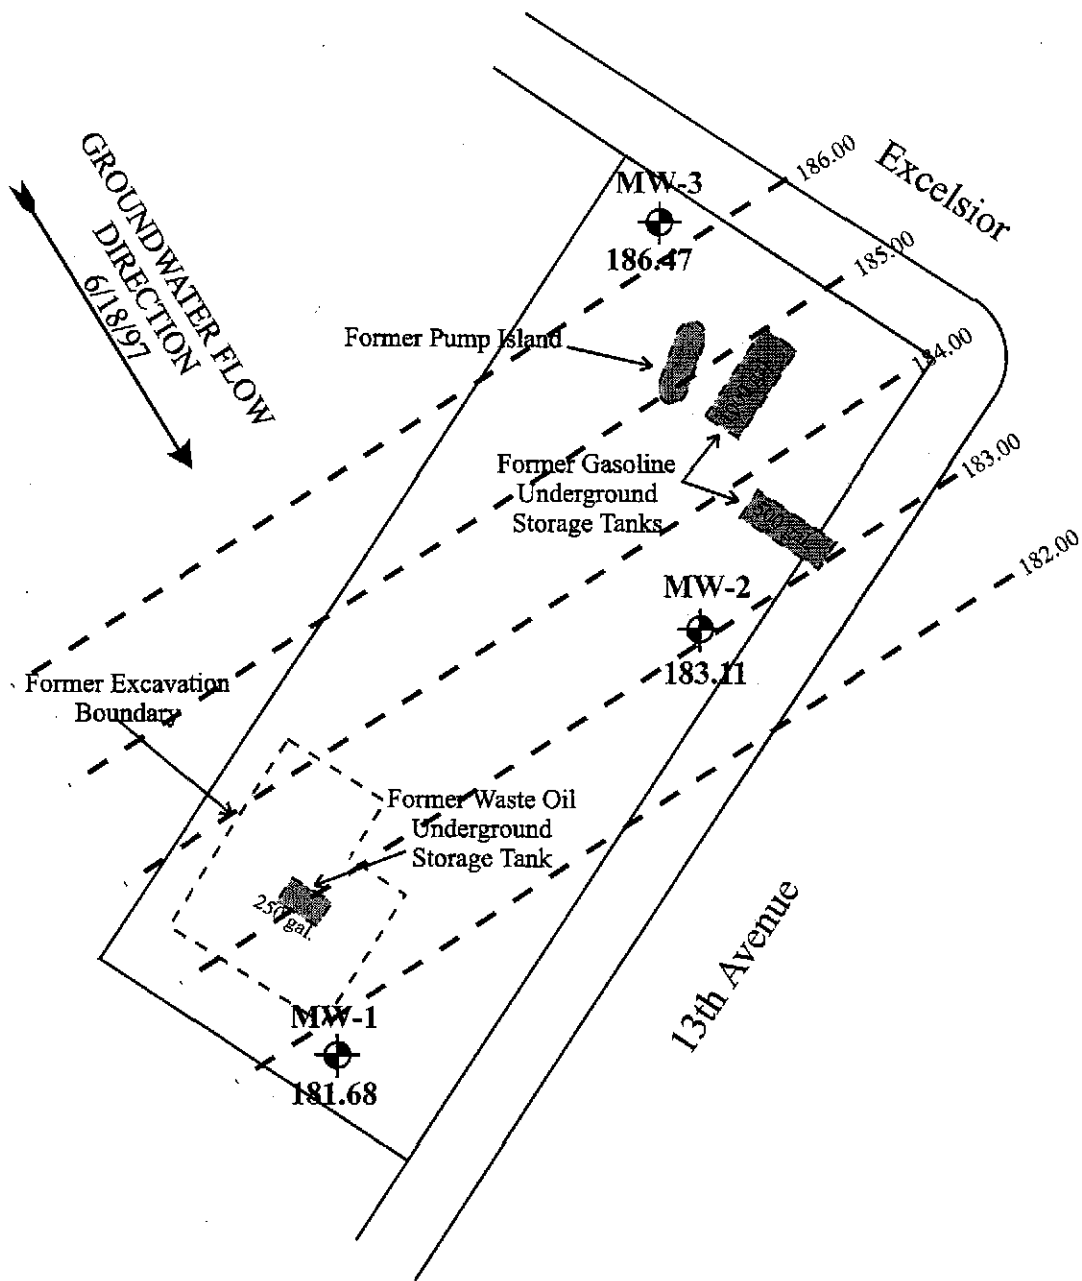 GROUNDWATER FLOW
DIRECTION
6/18/97
Excelsior
186.00
MW-3
186.47
185.00
184.00
Former Pump Island
Former Gasoline
Underground
Storage Tanks
183.00
500 gal.
182.00
MW-2
183.11
Former Excavation
Boundary
Former Waste Oil
Underground
Storage Tank
250 gal.
MW-1
181.68
13th Avenue